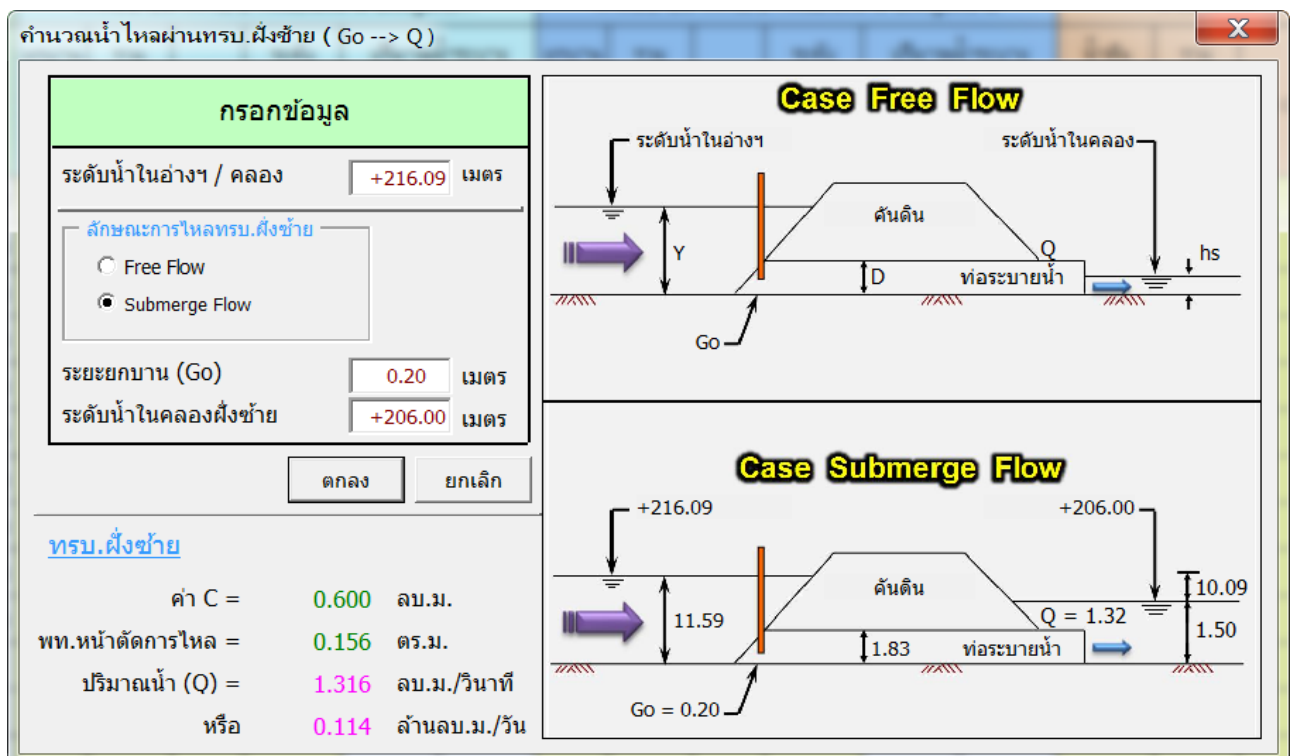 คำนวณน้ำไหลผ่านทรบ.ฝั่งซ้าย ( Go --> Q )
X
กรอกข้อมูล
ระดับน้ำในอ่างฯ / คลอง +216.09 เมตร
ลักษณะการไหลทรบ.ฝั่งซ้าย
Free Flow
Submerge Flow
ระยะยกบาน (Go) 0.20 เมตร
ระดับน้ำในคลองฝั่งซ้าย +206.00 เมตร
ตกลง ยกเลิก
ทรบ.ฝั่งซ้าย
ค่า C = 0.600 ลบ.ม.
พท.หน้าตัดการไหล = 0.156 ตร.ม.
ปริมาณน้ำ (Q) = 1.316 ลบ.ม./วินาที
หรือ 0.114 ล้านลบ.ม./วัน
Case Free Flow
ระดับน้ำในอ่างฯ ระดับน้ำในคลอง
คันดิน
Y Q hs
D ท่อระบายน้ำ
Go
Case Submerge Flow
+216.09 +206.00
คันดิน 10.09
11.59 Q = 1.32 1.50
1.83 ท่อระบายน้ำ
Go = 0.20